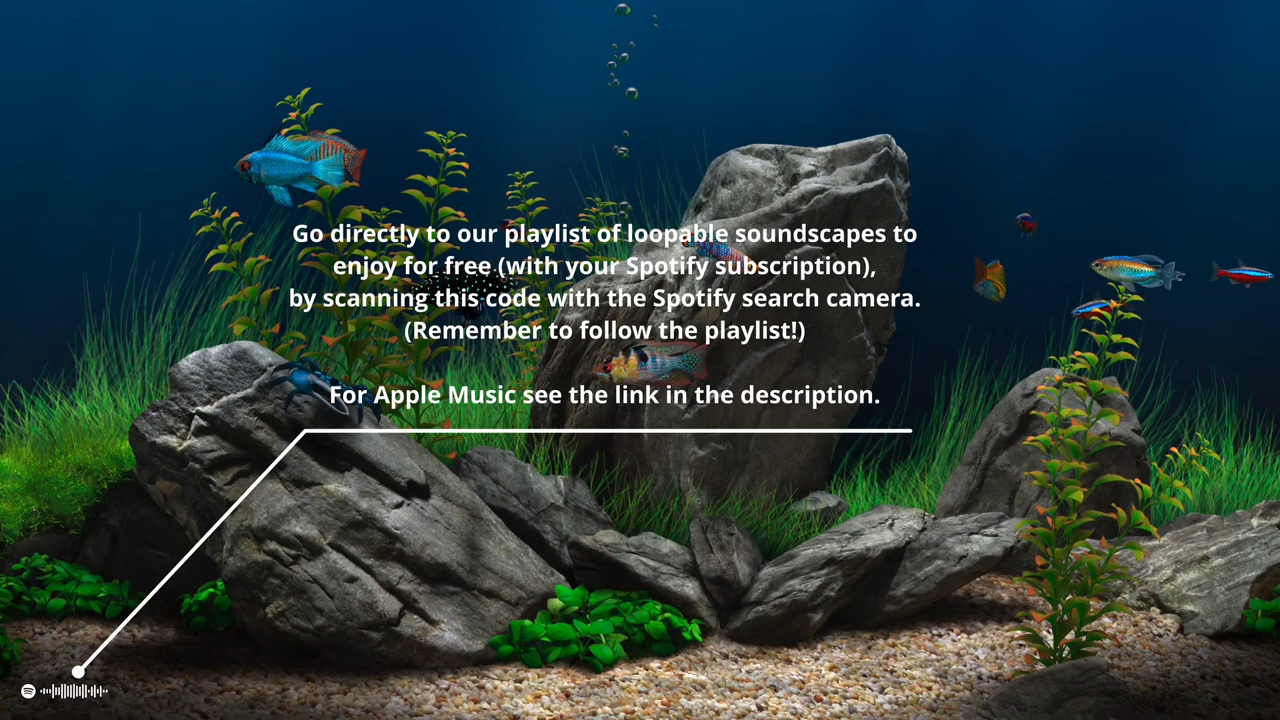 Go directly to our playlist of loopable soundscapes to
enjoy for free (with your Spotify subscription),
by scanning this code with the Spotify search camera.
(Remember to follow the playlist!)
For Apple Music see the link in the description.